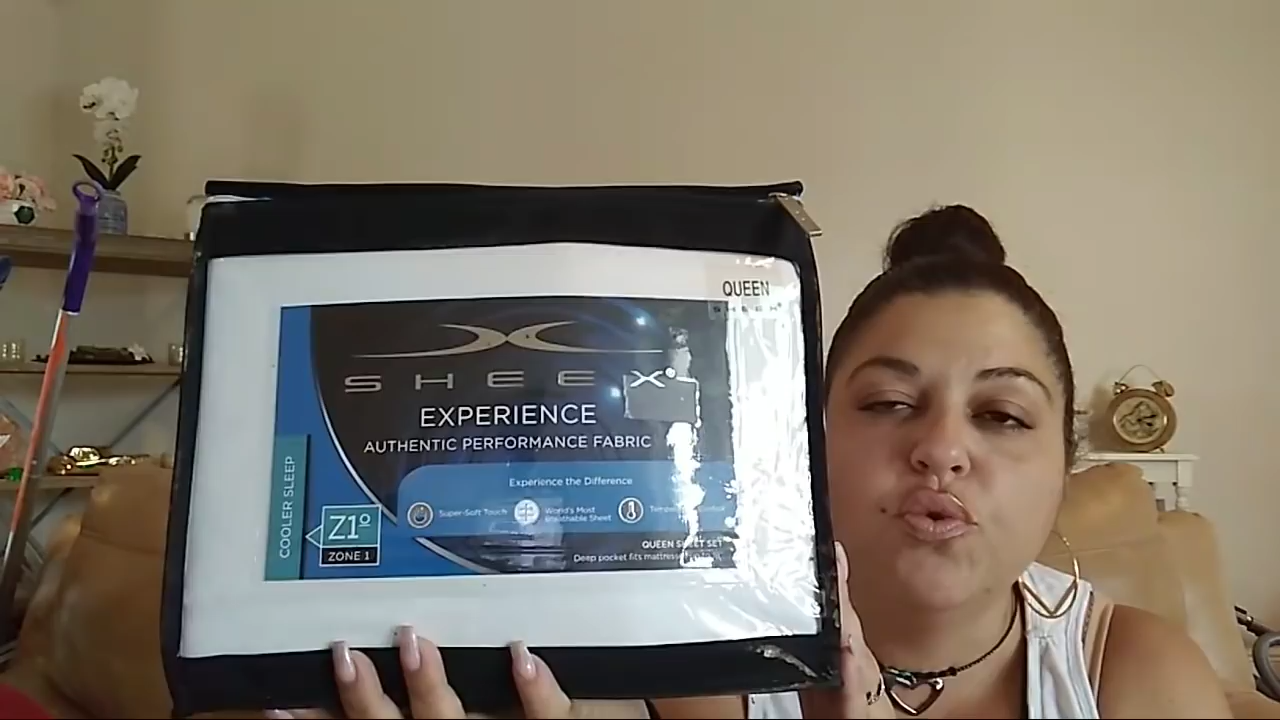 QUEEN
SHEEX
SHEEX
EXPERIENCE
AUTHENTIC PERFORMANCE FABRIC
Experience the Difference
Super-Soft Touch
World's Most
Breathable Sheet
COOLER SLEEP
Z1°
ZONE 1
QUEEN SHEET SET
Deep pocket fits